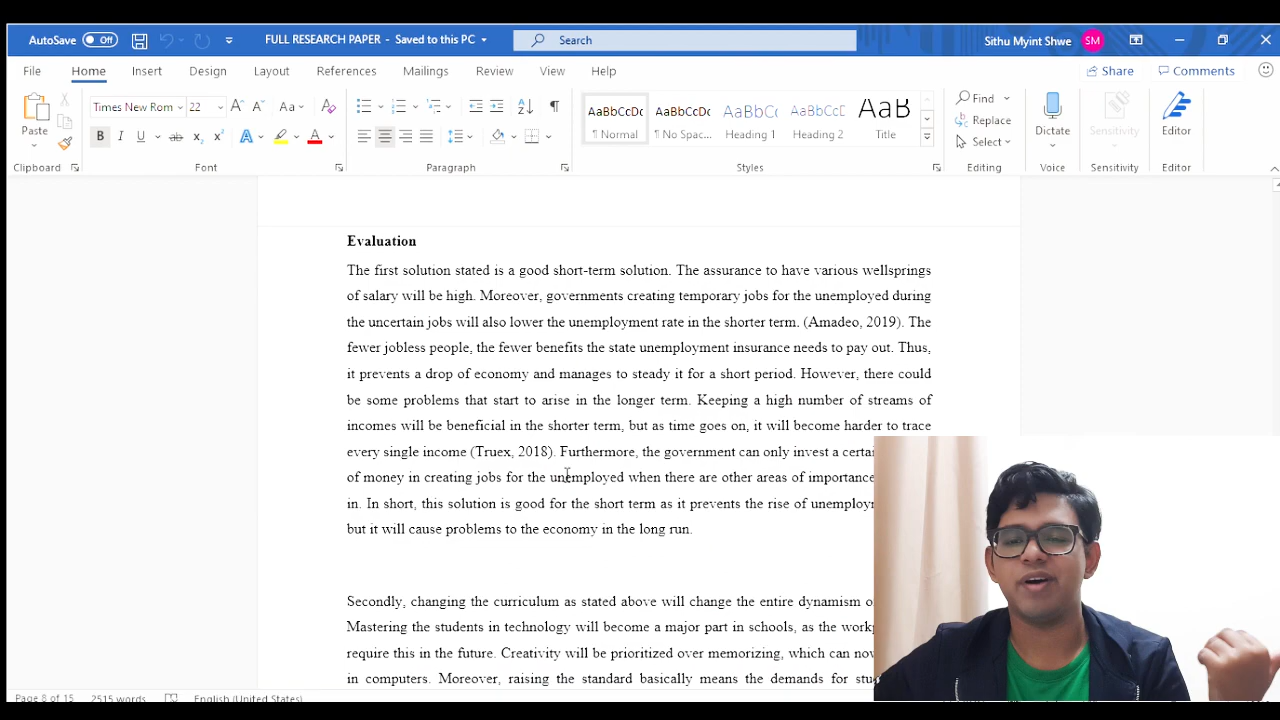 AutoSave Off FULL RESEARCH PAPER - Saved to this PC Search Sithu Myint Shwe SM
File Home Insert Design Layout References Mailings Review View Help Share Comments
Times New Rom 22 Aa AaBbCcDc AaBbCcDc AaBbCc AaBbCcC AaB Find
Replace
Paste ¶ Normal ¶ No Spac... Heading 1 Heading 2 Title Select Dictate Sensitivity Editor
Clipboard Font Paragraph Styles Editing Voice Sensitivity Editor
Evaluation
The first solution stated is a good short-term solution. The assurance to have various wellsprings
of salary will be high. Moreover, governments creating temporary jobs for the unemployed during
the uncertain jobs will also lower the unemployment rate in the shorter term. (Amadeo, 2019). The
fewer jobless people, the fewer benefits the state unemployment insurance needs to pay out. Thus,
it prevents a drop of economy and manages to steady it for a short period. However, there could
be some problems that start to arise in the longer term. Keeping a high number of streams of
incomes will be beneficial in the shorter term, but as time goes on, it will become harder to trace
every single income (Truex, 2018). Furthermore, the government can only invest a certai
of money in creating jobs for the unemployed when there are other areas of importance
in. In short, this solution is good for the short term as it prevents the rise of unemploy
but it will cause problems to the economy in the long run.
Secondly, changing the curriculum as stated above will change the entire dynamism o
Mastering the students in technology will become a major part in schools, as the work
require this in the future. Creativity will be prioritized over memorizing, which can now
in computers. Moreover, raising the standard basically means the demands for stu
Page 8 of 15 2515 words English (United States)